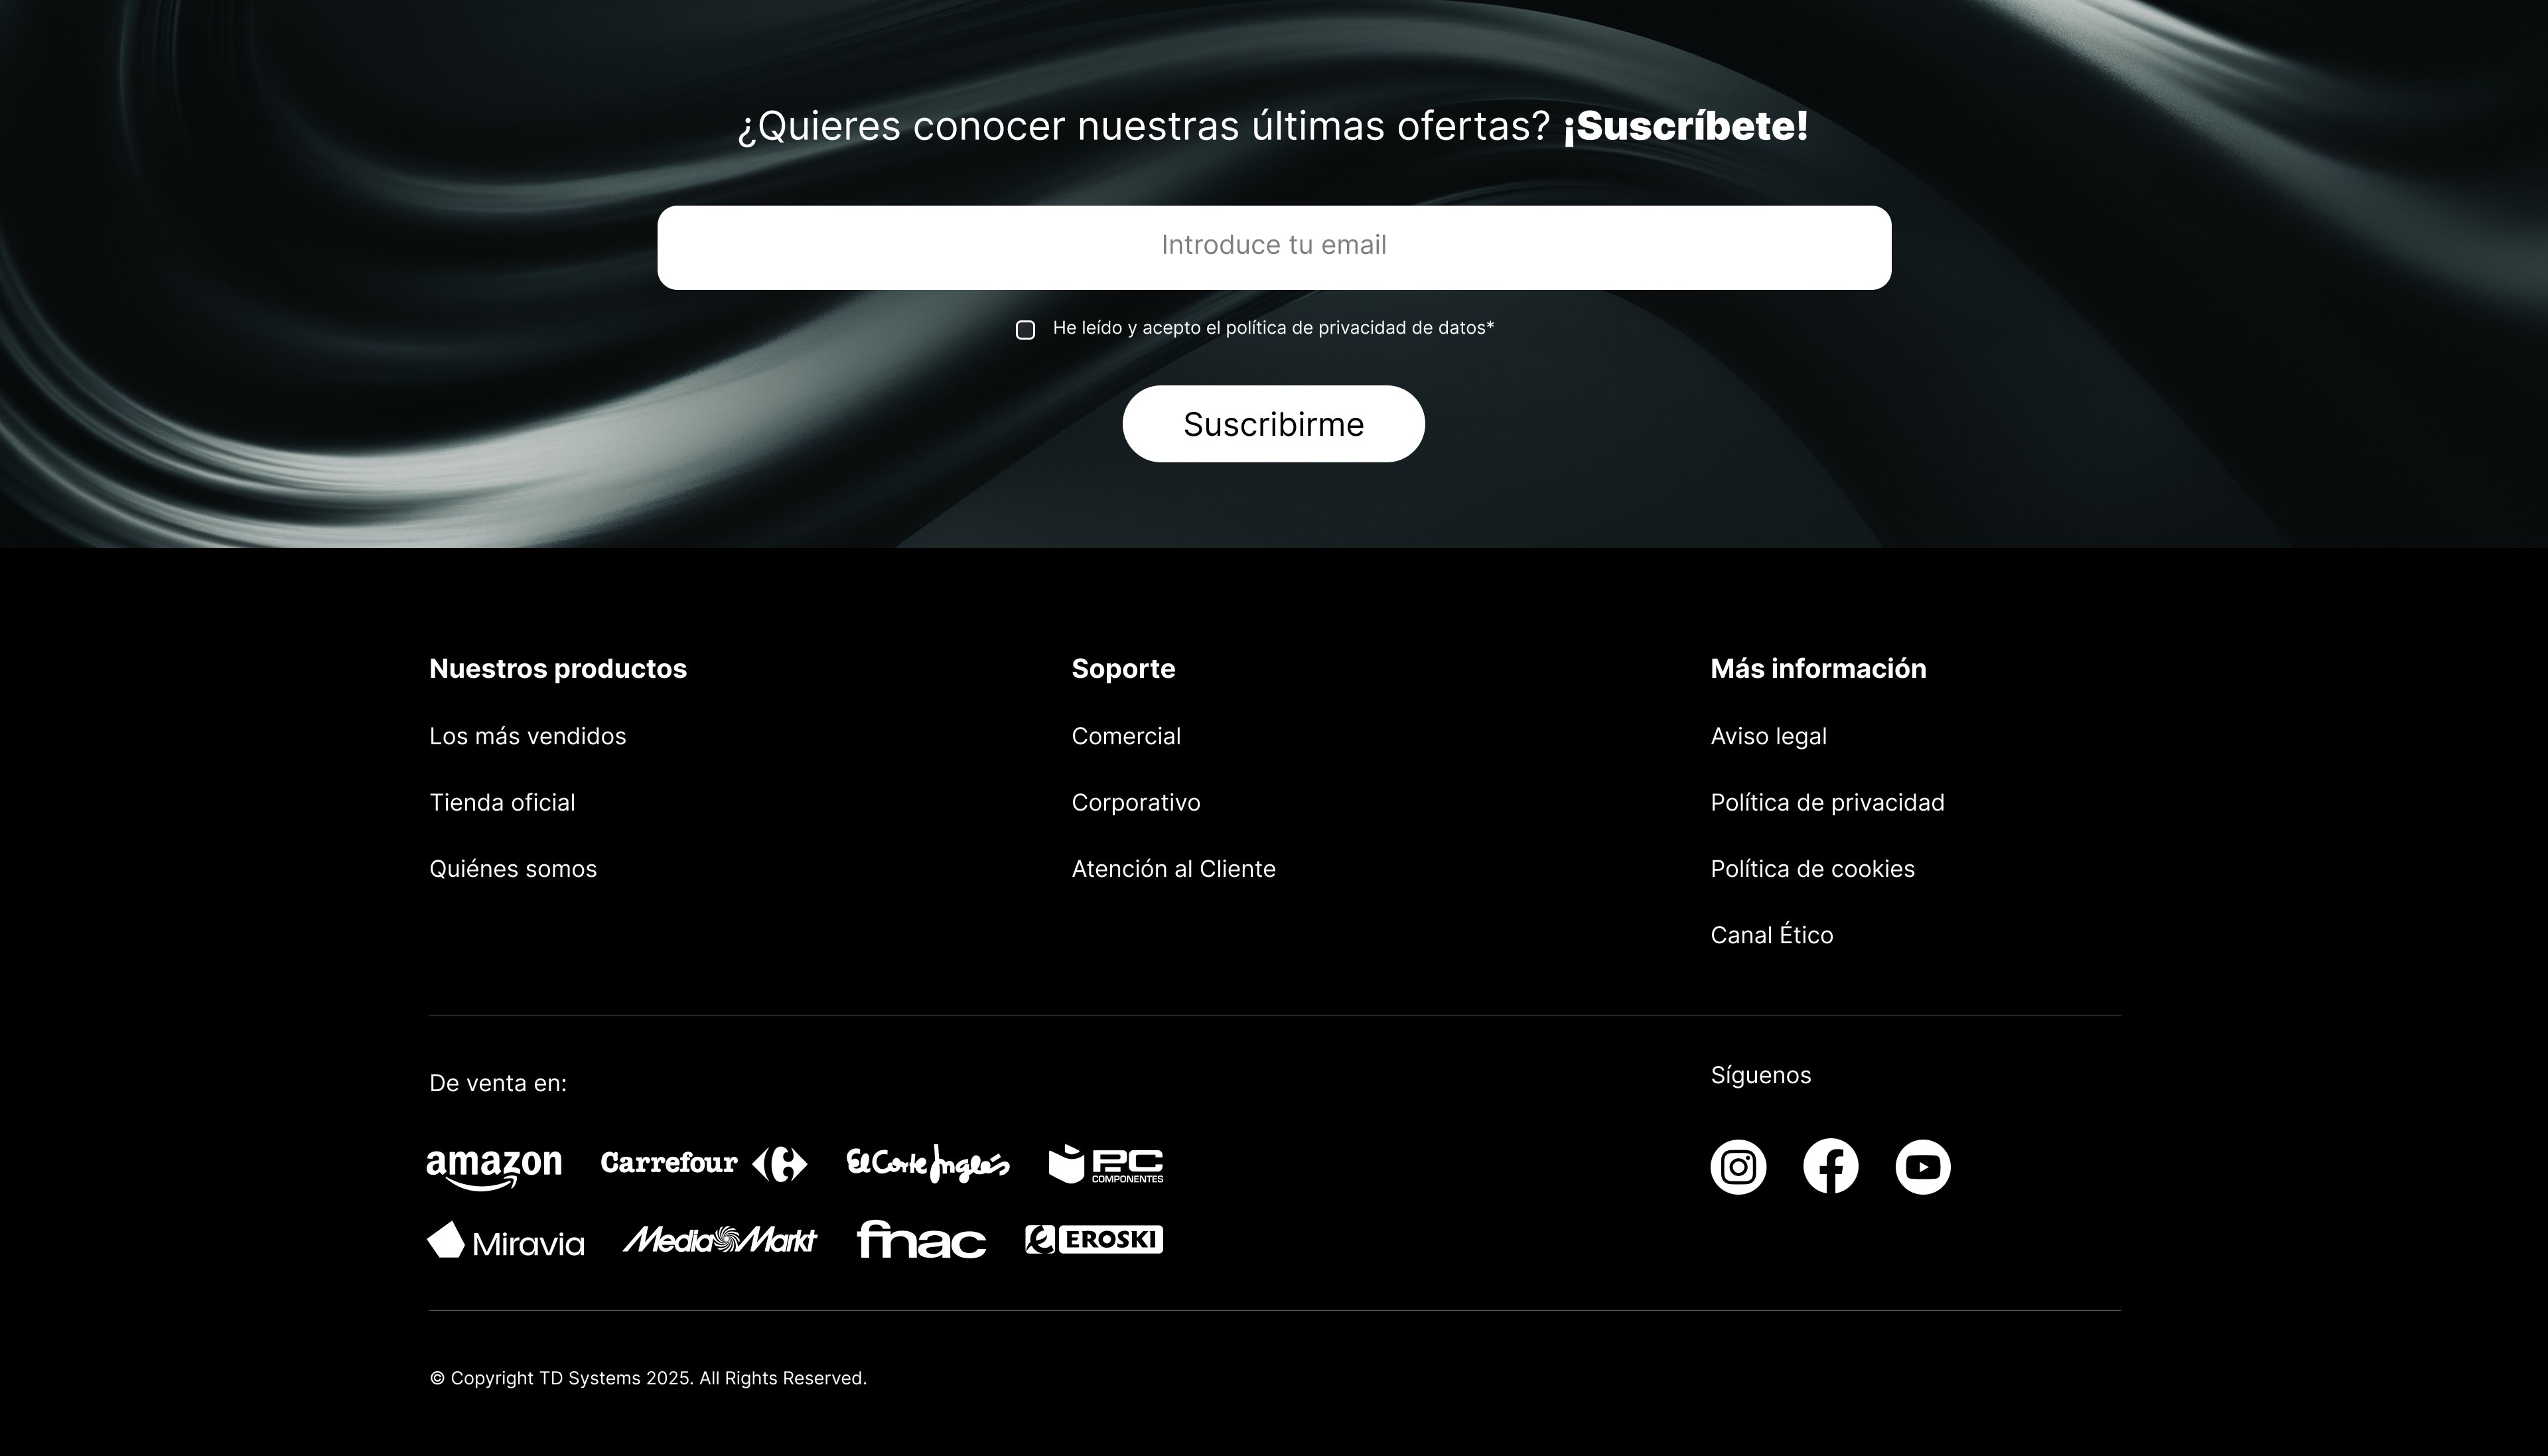 ¿Quieres conocer nuestras últimas ofertas? ¡Suscríbete!
Introduce tu email
He leído y acepto el política de privacidad de datos*
Suscribirme
Nuestros productos
Los más vendidos
Tienda oficial
Quiénes somos
Soporte
Comercial
Corporativo
Atención al Cliente
Más información
Aviso legal
Política de privacidad
Política de cookies
Canal Ético
De venta en:
amazon Carrefour El Corte Inglés PC COMPONENTES
Miravia MediaMarkt fnac EROSKI
Síguenos
© Copyright TD Systems 2025. All Rights Reserved.